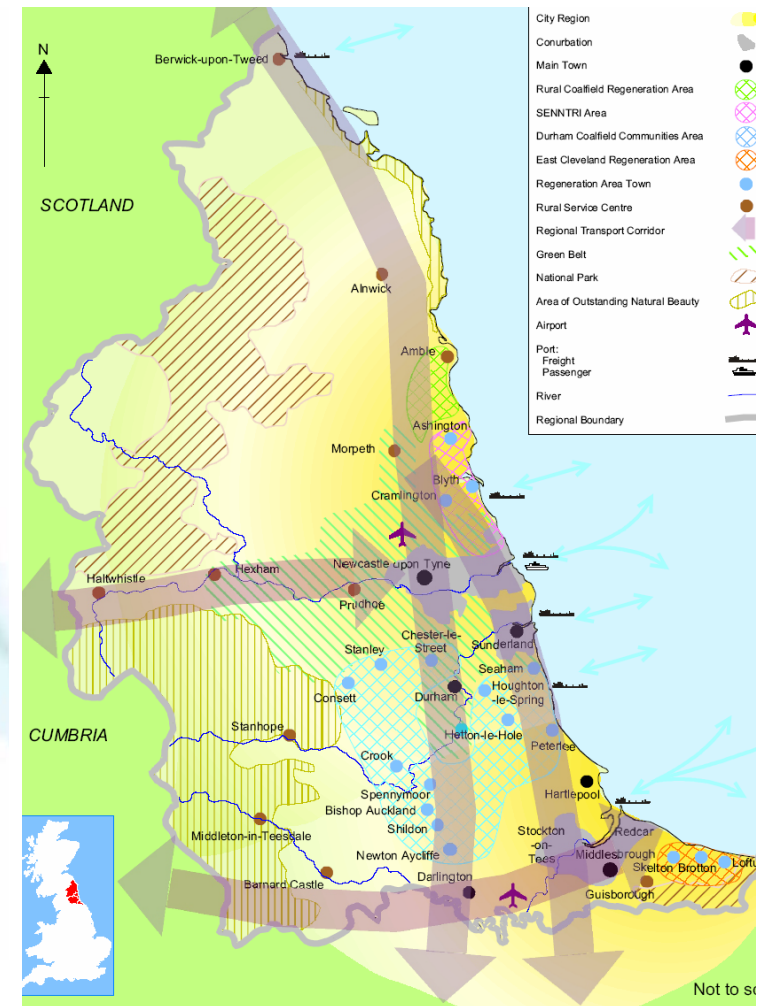 City Region
Conurbation
Main Town
Rural Coalfield Regeneration Area
SENNTRI Area
Durham Coalfield Communities Area
East Cleveland Regeneration Area
Regeneration Area Town
Rural Service Centre
Regional Transport Corridor
Green Belt
National Park
Area of Outstanding Natural Beauty
Airport
Port:
Freight
Passenger
River
Regional Boundary
N
Berwick-upon-Tweed
SCOTLAND
Alnwick
Amble
Ashington
Morpeth
Blyth
Cramlington
Newcastle upon Tyne
Hexham
Haltwhistle
Prudhoe
Chester-le-
Street
Sunderland
Stanley
Seaham
Consett
Durham
Houghton
-le-Spring
Stanhope
CUMBRIA
Hetton-le-Hole
Peterlee
Crook
Spennymoor
Hartlepool
Bishop Auckland
Shildon
Middleton-in-Teesdale
Stockton
-on-
Tees
Redcar
Newton Aycliffe
Middlesbrough
Skelton
Brotton
Loftu
Barnard Castle
Darlington
Guisborough
Not to sc